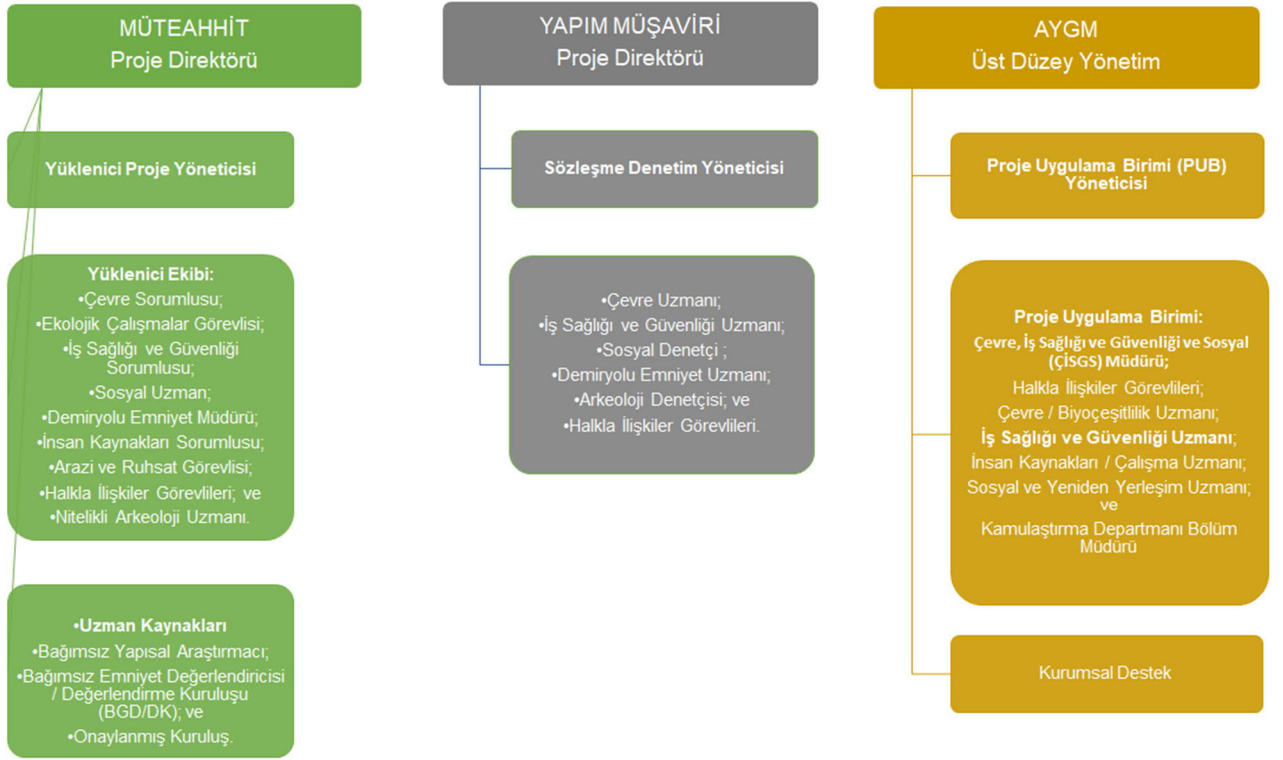 MÜTEAHHİT
Proje Direktörü
Yüklenici Proje Yöneticisi
Yüklenici Ekibi:
•Çevre Sorumlusu;
•Ekolojik Çalışmalar Görevlisi;
•İş Sağlığı ve Güvenliği
Sorumlusu;
•Sosyal Uzman;
•Demiryolu Emniyet Müdürü;
•İnsan Kaynakları Sorumlusu;
•Arazi ve Ruhsat Görevlisi;
•Halkla İlişkiler Görevlileri; ve
•Nitelikli Arkeoloji Uzmanı.
•Uzman Kaynakları
•Bağımsız Yapısal Araştırmacı;
•Bağımsız Emniyet Değerlendiricisi
/ Değerlendirme Kuruluşu
(BGD/DK); ve
•Onaylanmış Kuruluş.
YAPIM MÜŞAVİRİ
Proje Direktörü
Sözleşme Denetim Yöneticisi
•Çevre Uzmanı;
•İş Sağlığı ve Güvenliği Uzmanı;
•Sosyal Denetçi ;
•Demiryolu Emniyet Uzmanı;
•Arkeoloji Denetçisi; ve
•Halkla İlişkiler Görevlileri.
AYGM
Üst Düzey Yönetim
Proje Uygulama Birimi (PUB)
Yöneticisi
Proje Uygulama Birimi:
Çevre, İş Sağlığı ve Güvenliği ve Sosyal
(ÇİSGS) Müdürü;
Halkla İlişkiler Görevlileri;
Çevre / Biyoçeşitlilik Uzmanı;
İş Sağlığı ve Güvenliği Uzmanı;
İnsan Kaynakları / Çalışma Uzmanı;
Sosyal ve Yeniden Yerleşim Uzmanı;
ve
Kamulaştırma Departmanı Bölüm
Müdürü
Kurumsal Destek